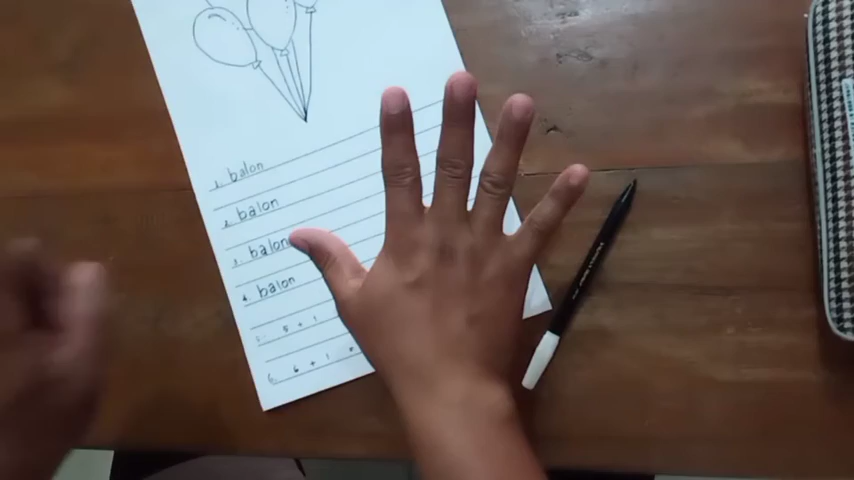 1. balon
2. balon
3. balon
4. balon
5. 5 + 1
6. 6 + 1